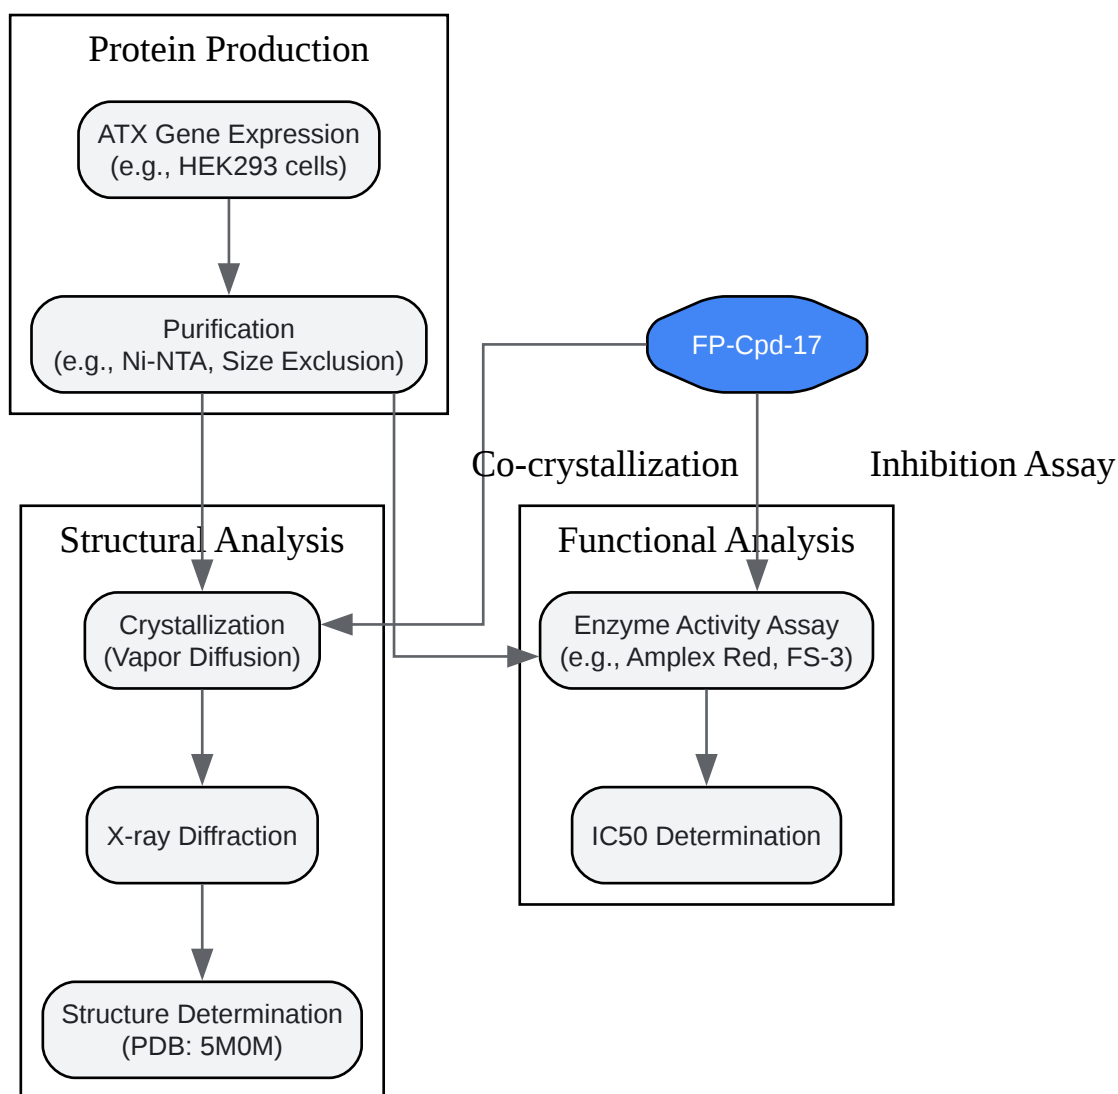 Protein Production
ATX Gene Expression
(e.g., HEK293 cells)
Purification
(e.g., Ni-NTA, Size Exclusion)
FP-Cpd-17
Co-crystallization
Inhibition Assay
Structural Analysis
Crystallization
(Vapor Diffusion)
X-ray Diffraction
Structure Determination
(PDB: 5M0M)
Functional Analysis
Enzyme Activity Assay
(e.g., Amplex Red, FS-3)
IC50 Determination